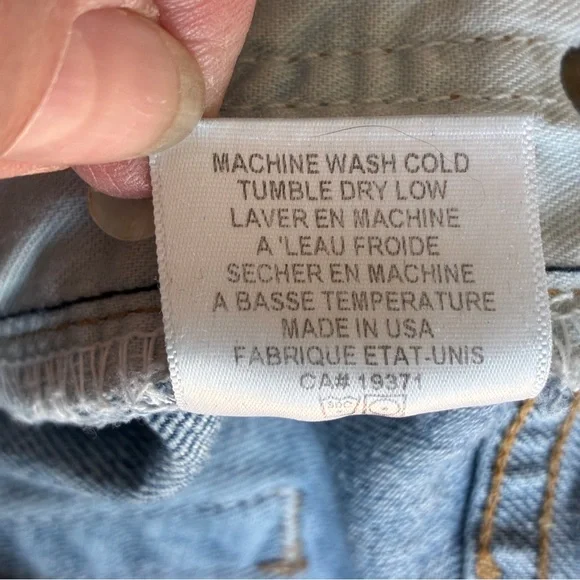 MACHINE WASH COLD
TUMBLE DRY LOW
LAVER EN MACHINE
A 'LEAU FROIDE
SECHER EN MACHINE
A BASSE TEMPERATURE
MADE IN USA
FABRIQUE ETAT-UNIS
CA# 19371